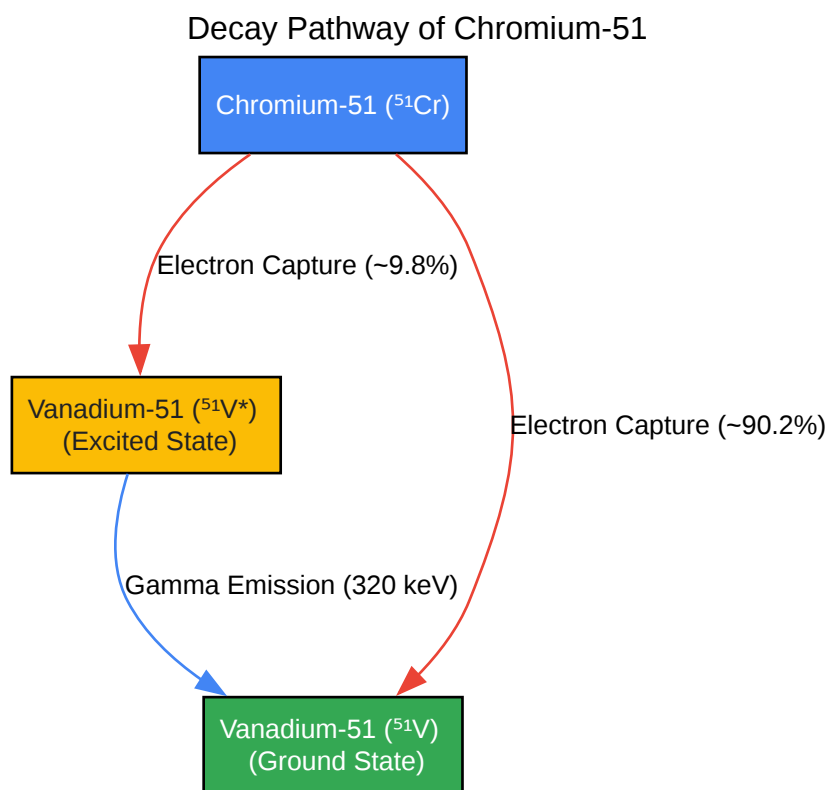 Decay Pathway of Chromium-51
Chromium-51 (⁵¹Cr)
Electron Capture (~9.8%)
Vanadium-51 (⁵¹V*)
(Excited State)
Electron Capture (~90.2%)
Gamma Emission (320 keV)
Vanadium-51 (⁵¹V)
(Ground State)